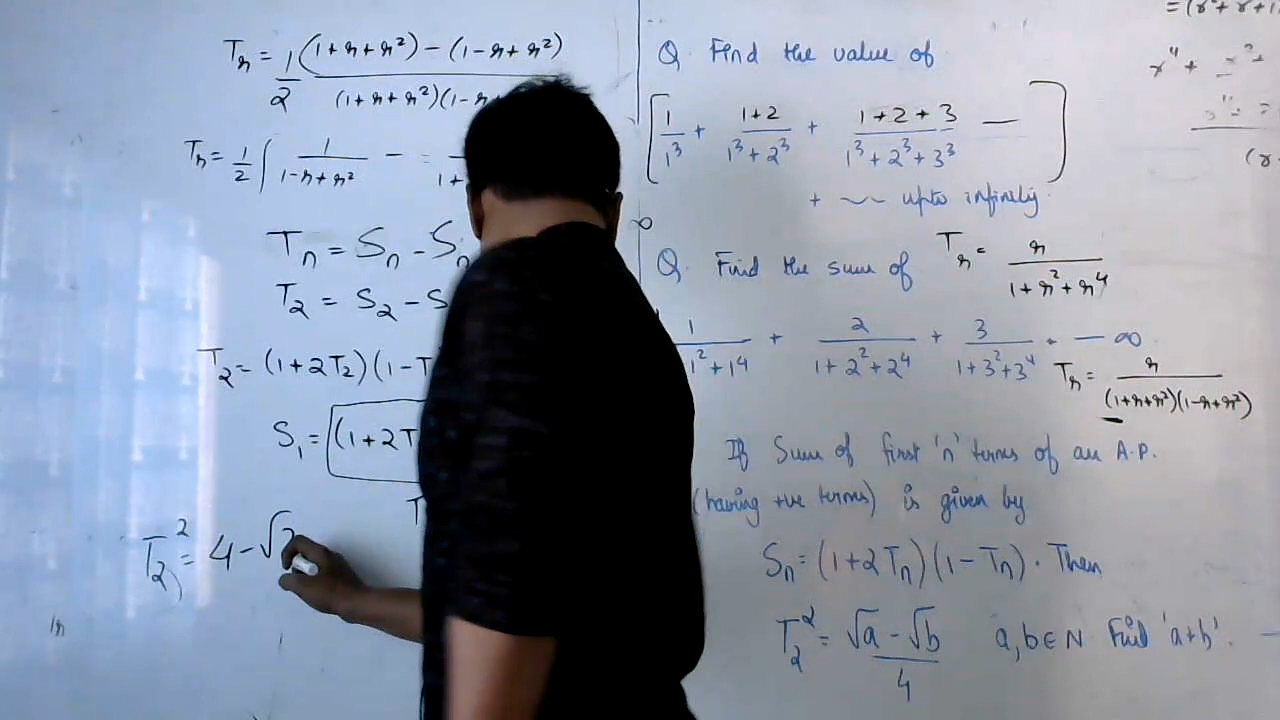 Tₙ = 1/2 (1+n+n²) - (1-n+n²)
(1+n+n²)(1-n
Tₙ = 1/2 [ 1/(1-n+n²) - = 1+
Tₙ = Sₙ - Sₙ
T₂ = S₂ - S
T₂ = (1+2T₂)(1-T
S₁ = (1+2T
T
T₂² = 4-√
Q. Find the value of
[ 1/1³ + (1+2)/(1³+2³) + (1+2+3)/(1³+2³+3³) — ]
+ ~~ upto infinity
∞
Q. Find the sum of Tₙ = n/(1+n²+n⁴)
1/1²+1⁴ + 2/(1+2²+2⁴) + 3/(1+3²+3⁴) . — ∞
Tₙ = n/((1+n+n²)(1-n+n²))
If Sum of first 'n' terms of an A.P.
(having +ve terms) is given by
Sₙ = (1+2Tₙ)(1-Tₙ). Then
T₂² = (√a - √b)/4 a,b ∈ N Find 'a+b'.